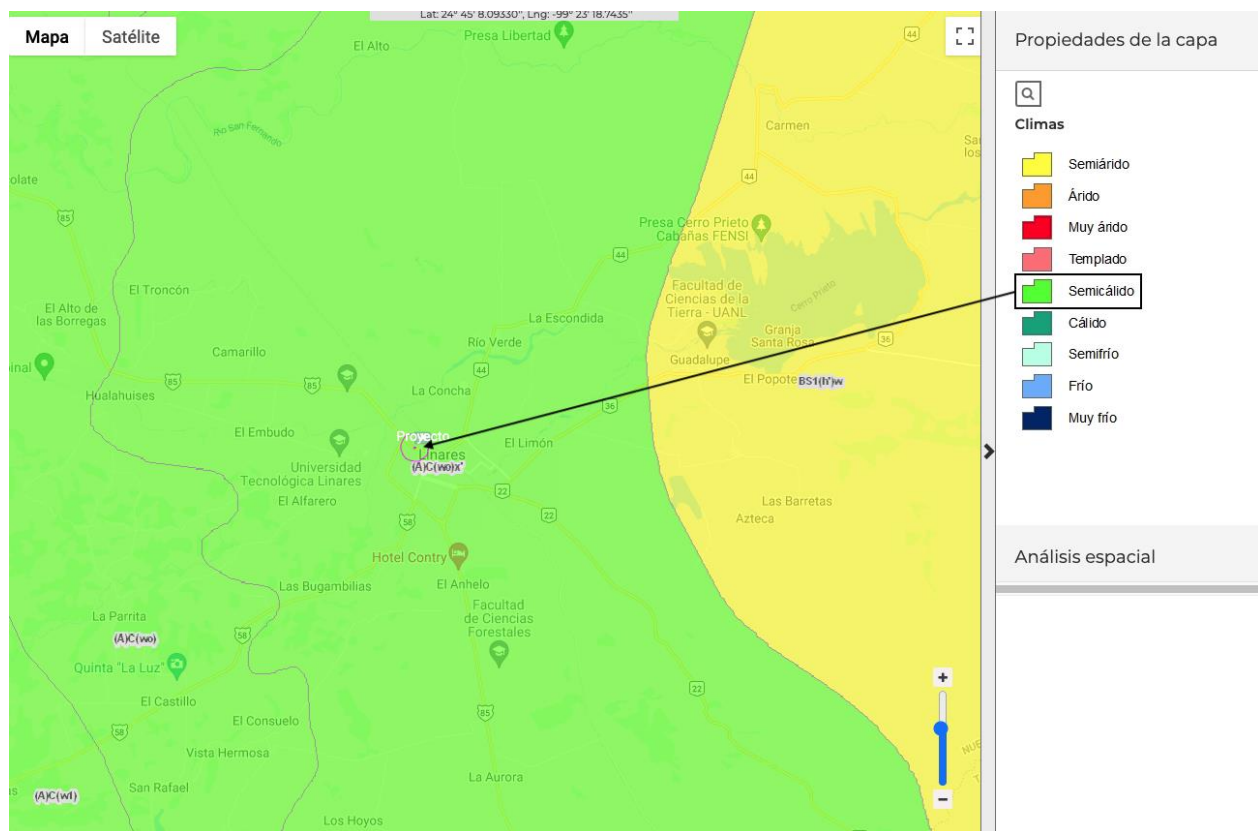 Lat: 24° 45' 8.09330", Lng: -99° 23' 18.7435"
Mapa
Satélite
El Alto
Presa Libertad
44
Río San Fernando
Carmen
olate
85
44
Presa Cerro Prieto
Cabañas FENSI
44
El Troncón
Facultad de
Ciencias de la
Tierra - UANL
Cerro Prieto
El Alto de
las Borregas
La Escondida
Granja
Santa Rosa
36
Río Verde
Camarillo
Guadalupe
inal
85
85
44
El Popote
BS1(h')w
Hualahuises
La Concha
36
El Embudo
Proyecto
El Limón
Linares
(A)C(wo)x'
Universidad
Tecnológica Linares
22
El Alfarero
Las Barretas
58
22
Azteca
Hotel Contry
Las Bugambilias
El Anhelo
Facultad
de Ciencias
Forestales
La Parrita
58
(A)C(wo)
Quinta "La Luz"
22
El Castillo
85
El Consuelo
58
Vista Hermosa
NUE
La Aurora
San Rafael
(A)C(w1)
Los Hoyos
+
−
Propiedades de la capa
Climas
Semiárido
Árido
Muy árido
Templado
Semicálido
Cálido
Semifrío
Frío
Muy frío
Análisis espacial